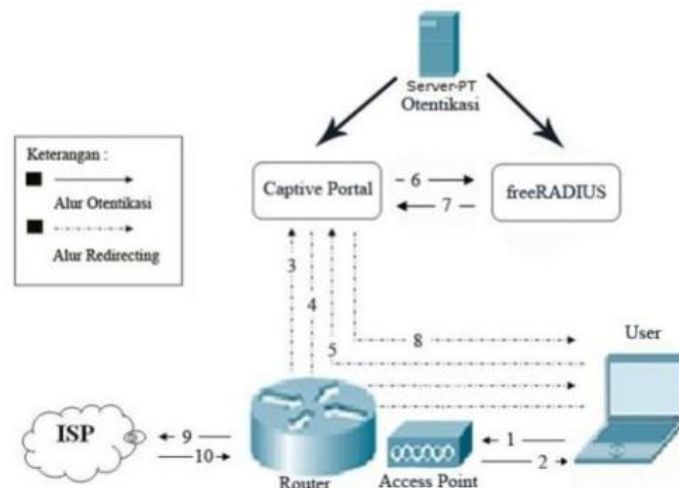 Server-PT
Otentikasi
Keterangan :
Alur Otentikasi
Alur Redirecting
Captive Portal
6
7
freeRADIUS
3
4
5
8
User
ISP
9
10
Router
Access Point
1
2